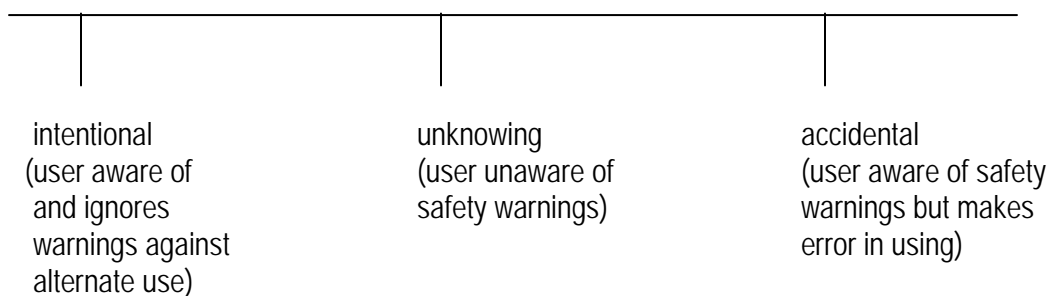 intentional
(user aware of
and ignores
warnings against
alternate use)
unknowing
(user unaware of
safety warnings)
accidental
(user aware of safety
warnings but makes
error in using)